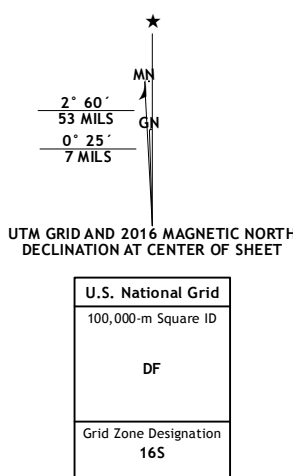 ★
MN
2° 60´
53 MILS
GN
0° 25´
7 MILS
UTM GRID AND 2016 MAGNETIC NORTH
DECLINATION AT CENTER OF SHEET
U.S. National Grid
100,000-m Square ID
DF
Grid Zone Designation
16S